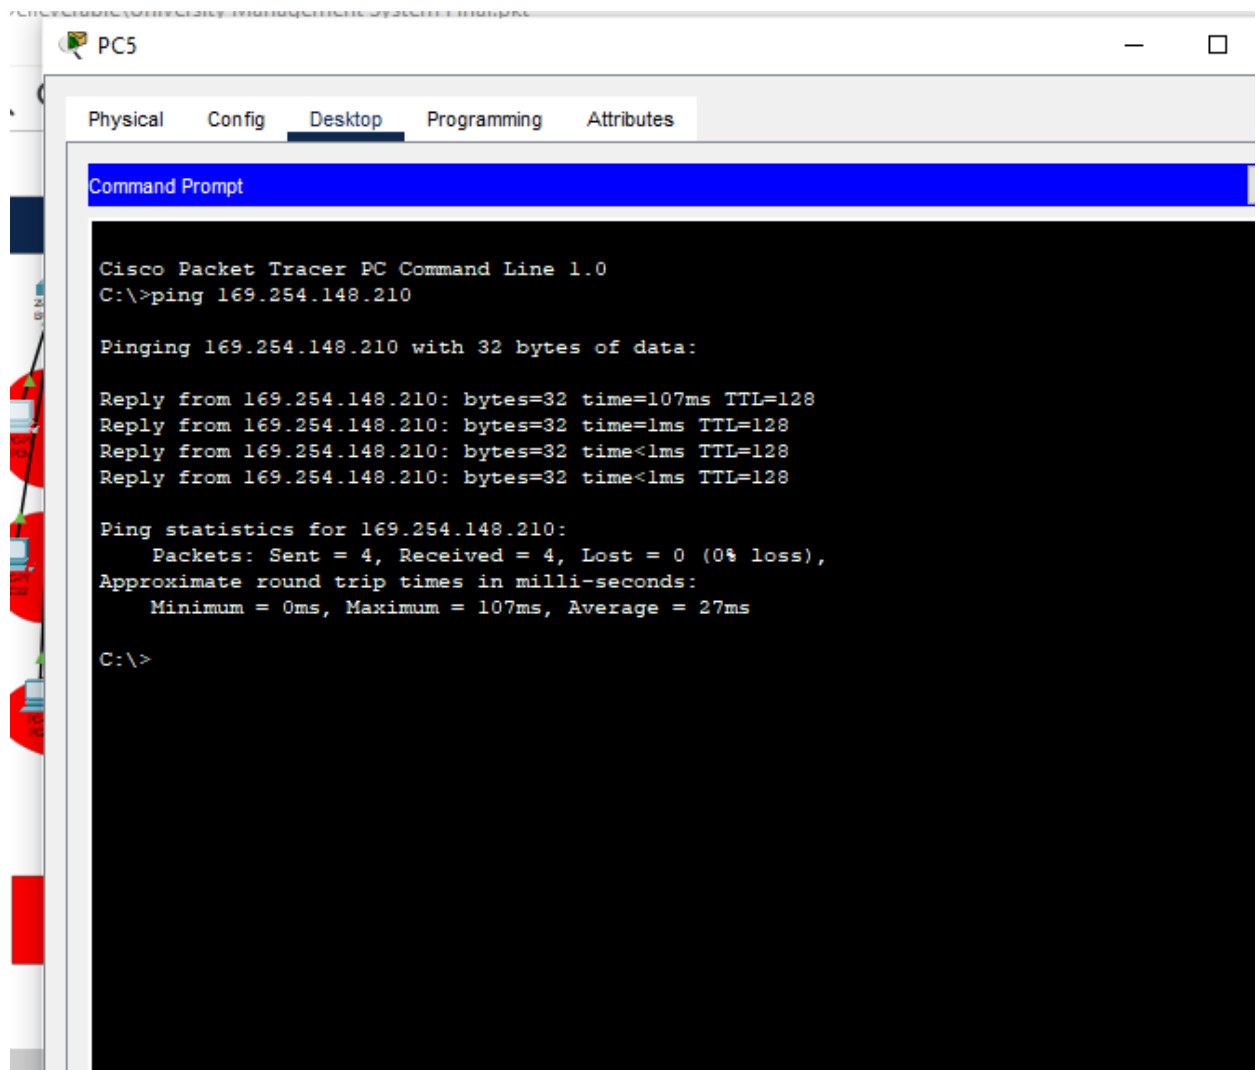 University Management System Final.pkt
PC5
Physical Config Desktop Programming Attributes
Command Prompt
Cisco Packet Tracer PC Command Line 1.0
C:\>ping 169.254.148.210
Pinging 169.254.148.210 with 32 bytes of data:
Reply from 169.254.148.210: bytes=32 time=107ms TTL=128
Reply from 169.254.148.210: bytes=32 time=1ms TTL=128
Reply from 169.254.148.210: bytes=32 time<1ms TTL=128
Reply from 169.254.148.210: bytes=32 time<1ms TTL=128
Ping statistics for 169.254.148.210:
Packets: Sent = 4, Received = 4, Lost = 0 (0% loss),
Approximate round trip times in milli-seconds:
Minimum = 0ms, Maximum = 107ms, Average = 27ms
C:\>